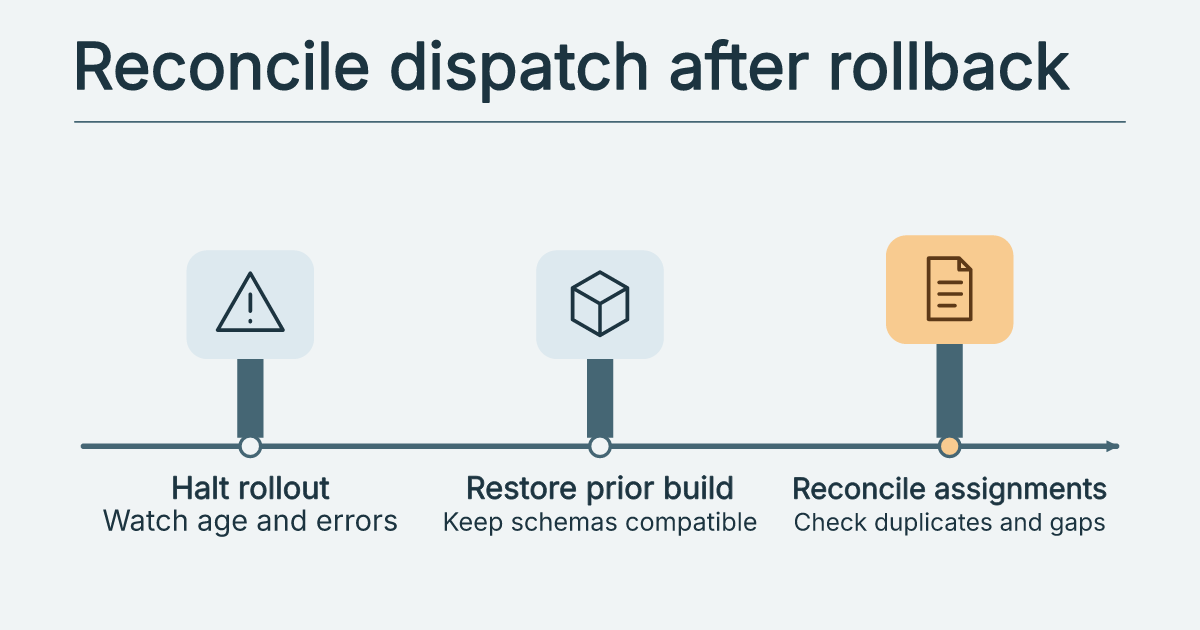 Reconcile dispatch after rollback
Halt rollout
Watch age and errors
Restore prior build
Keep schemas compatible
Reconcile assignments
Check duplicates and gaps